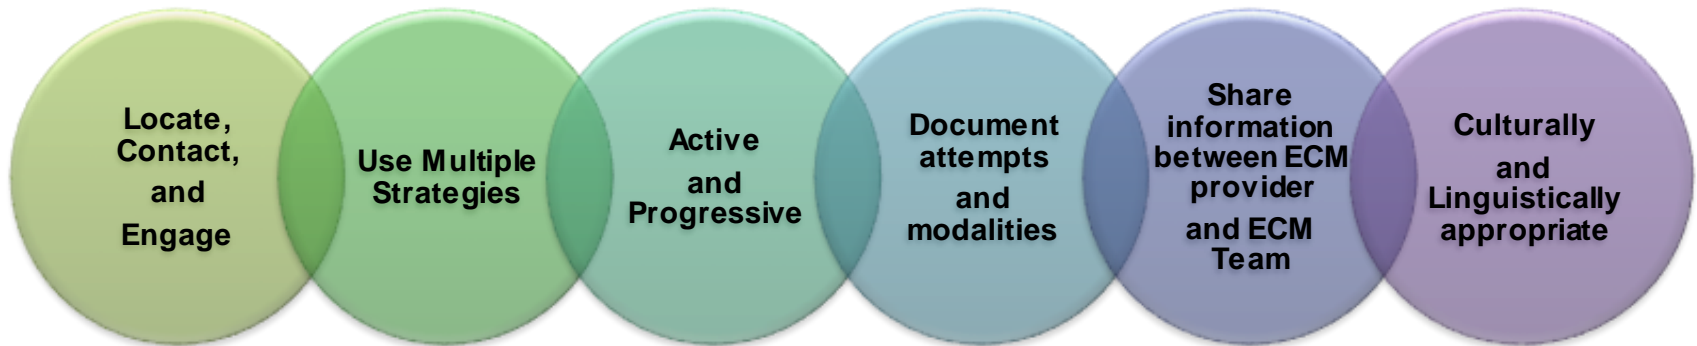 Locate,
Contact,
and
Engage
Use Multiple
Strategies
Active
and
Progressive
Document
attempts
and
modalities
Share
information
between ECM
provider
and ECM
Team
Culturally
and
Linguistically
appropriate